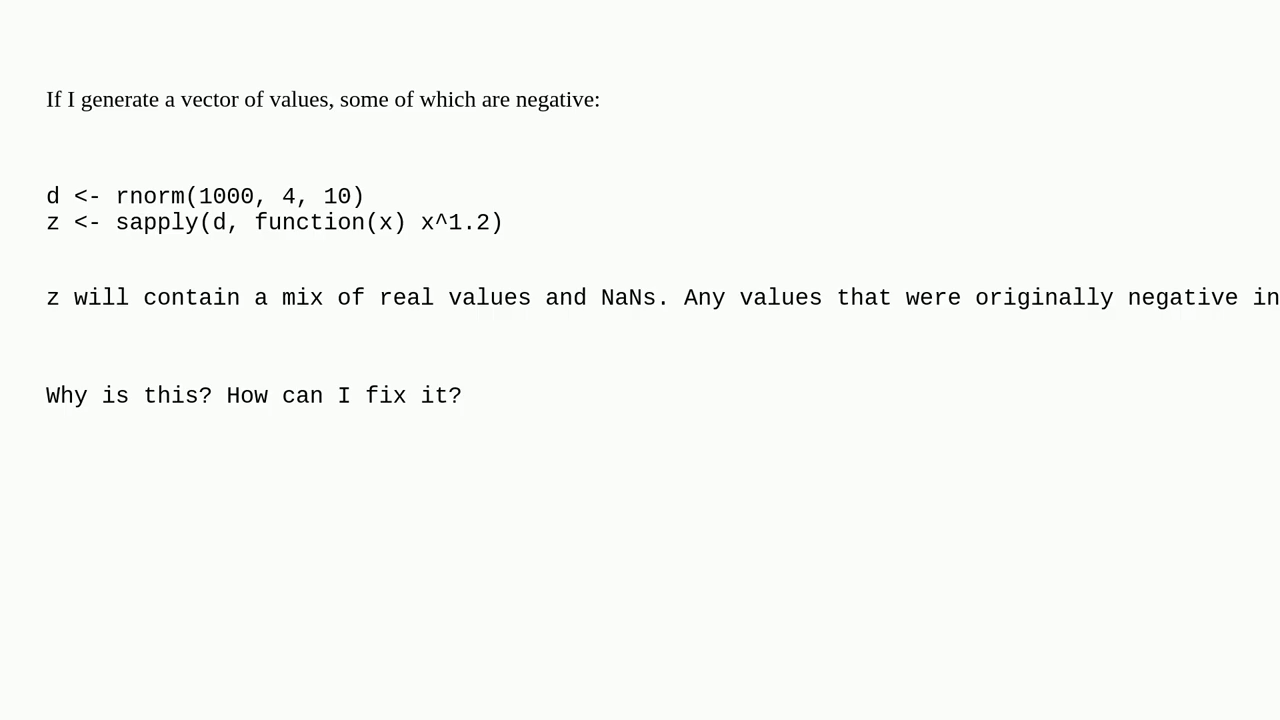 If I generate a vector of values, some of which are negative:
d <- rnorm(1000, 4, 10)
z <- sapply(d, function(x) x^1.2)
z will contain a mix of real values and NaNs. Any values that were originally negative in
Why is this? How can I fix it?